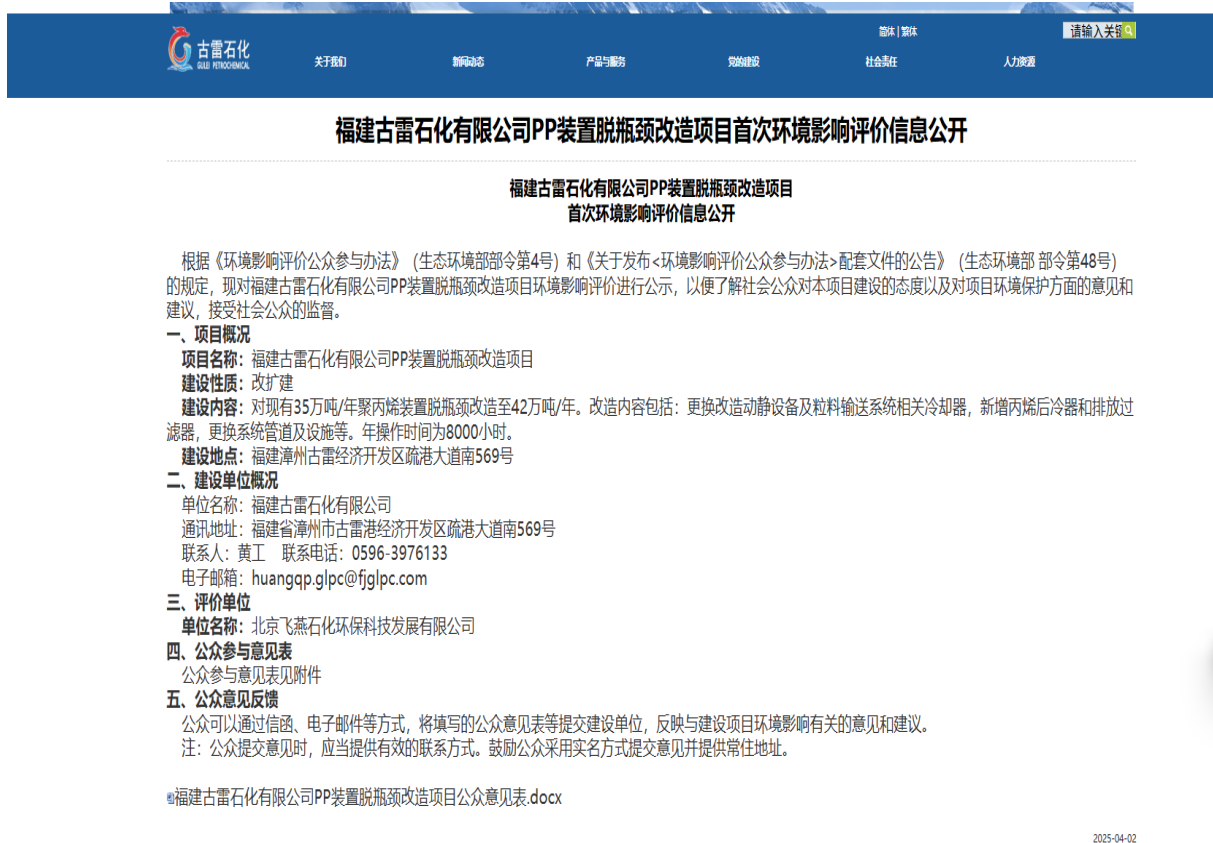 简体 | 繁体
请输入关键
古雷石化
GULEI PETROCHEMICAL
关于我们 新闻动态 产品与服务 党的建设 社会责任 人力资源
福建古雷石化有限公司PP装置脱瓶颈改造项目首次环境影响评价信息公开
福建古雷石化有限公司PP装置脱瓶颈改造项目
首次环境影响评价信息公开
根据《环境影响评价公众参与办法》（生态环境部部令第4号）和《关于发布<环境影响评价公众参与办法>配套文件的公告》（生态环境部 部令第48号）
的规定，现对福建古雷石化有限公司PP装置脱瓶颈改造项目环境影响评价进行公示，以便了解社会公众对本项目建设的态度以及对项目环境保护方面的意见和
建议，接受社会公众的监督。
一、项目概况
项目名称：福建古雷石化有限公司PP装置脱瓶颈改造项目
建设性质：改扩建
建设内容：对现有35万吨/年聚丙烯装置脱瓶颈改造至42万吨/年。改造内容包括：更换改造动静设备及粒料输送系统相关冷却器，新增丙烯后冷器和排放过
滤器，更换系统管道及设施等。年操作时间为8000小时。
建设地点：福建漳州古雷经济开发区疏港大道南569号
二、建设单位概况
单位名称：福建古雷石化有限公司
通讯地址：福建省漳州市古雷港经济开发区疏港大道南569号
联系人：黄工 联系电话：0596-3976133
电子邮箱：huangqp.glpc@fjglpc.com
三、评价单位
单位名称：北京飞燕石化环保科技发展有限公司
四、公众参与意见表
公众参与意见表见附件
五、公众意见反馈
公众可以通过信函、电子邮件等方式，将填写的公众意见表等提交建设单位，反映与建设项目环境影响有关的意见和建议。
注：公众提交意见时，应当提供有效的联系方式。鼓励公众采用实名方式提交意见并提供常住地址。
福建古雷石化有限公司PP装置脱瓶颈改造项目公众意见表.docx
2025-04-02